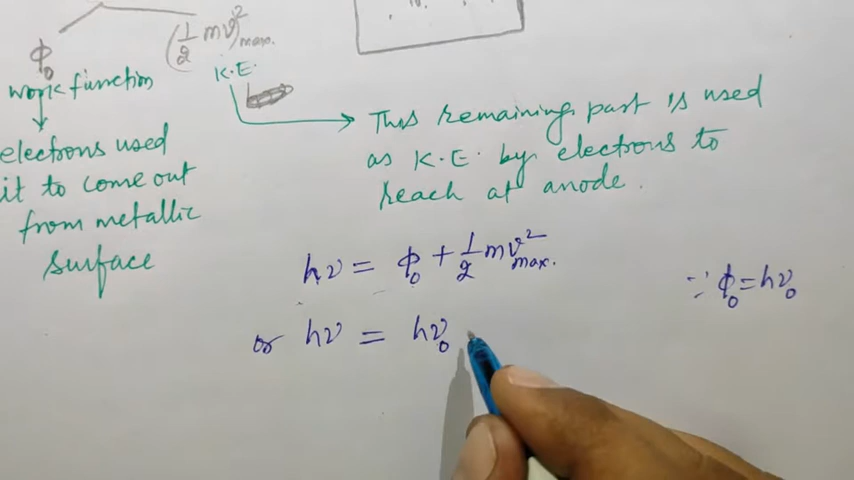 ϕ₀ (1/2 mv²)max.
work function
K.E.
electrons used
it to come out
from metallic
surface
This remaining part is used
as K.E. by electrons to
reach at anode.
hν = ϕ₀ + 1/2 mv²max.
∵ ϕ₀ = hν₀
or hν = hν₀